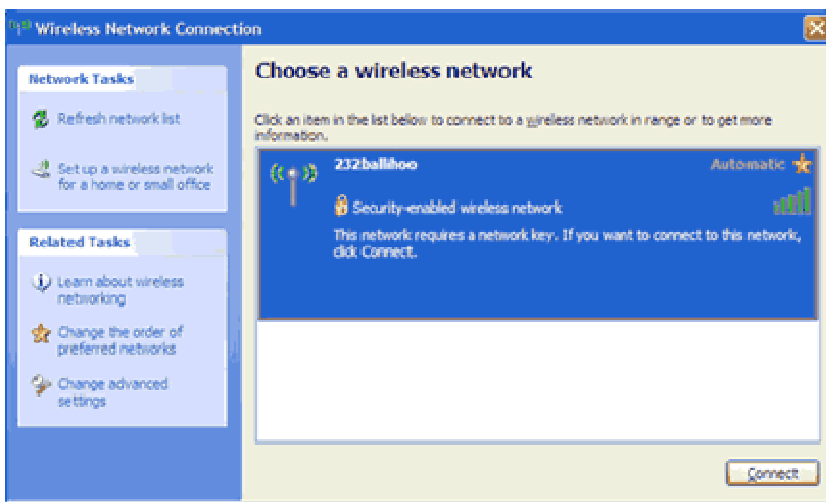 Wireless Network Connection
Network Tasks
Refresh network list
Set up a wireless network
for a home or small office
Related Tasks
Learn about wireless
networking
Change the order of
preferred networks
Change advanced
settings
Choose a wireless network
Click an item in the list below to connect to a wireless network in range or to get more
information.
232ballihoo
Automatic
Security-enabled wireless network
This network requires a network key. If you want to connect to this network,
click Connect.
Connect